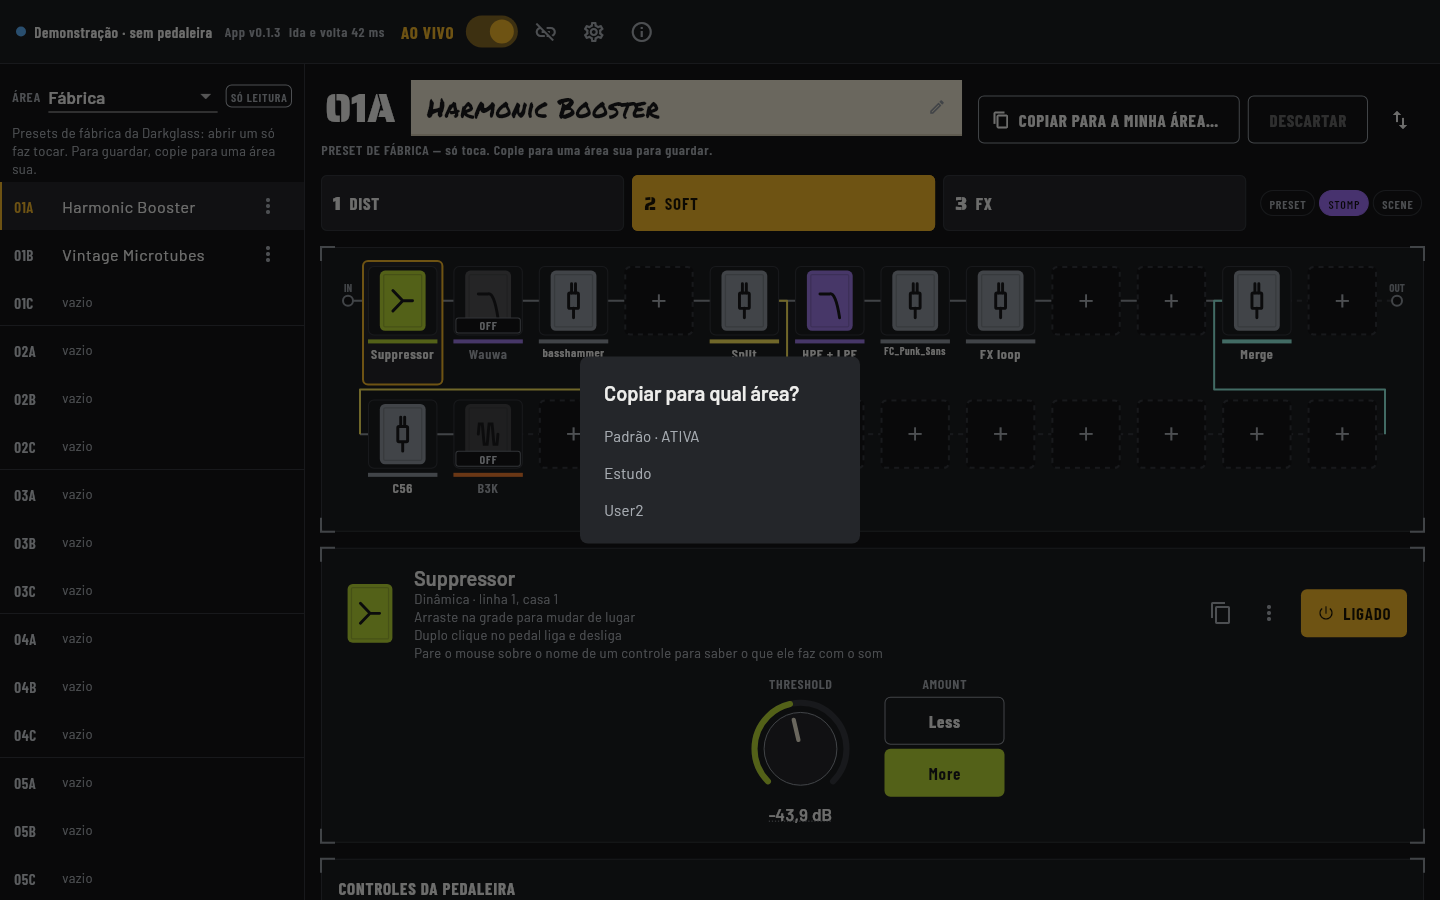 Demonstração · sem pedaleira App v0.1.3 Ida e volta 42 ms AO VIVO
ÁREA Fábrica SÓ LEITURA
Presets de fábrica da Darkglass: abrir um só
faz tocar. Para guardar, copie para uma área
sua.
01A Harmonic Booster
01B Vintage Microtubes
01C vazio
02A vazio
02B vazio
02C vazio
03A vazio
03B vazio
03C vazio
04A vazio
04B vazio
04C vazio
05A vazio
05B vazio
05C vazio
01A Harmonic Booster COPIAR PARA A MINHA ÁREA... DESCARTAR
PRESET DE FÁBRICA — só toca. Copie para uma área sua para guardar.
1 DIST 2 SOFT 3 FX PRESET STOMP SCENE
IN OUT
OFF
Suppressor Wauwa basshammer Split HPF + LPF FC_Punk_Sans FX loop Merge
OFF
C56 B3K
Copiar para qual área?
Padrão · ATIVA
Estudo
User2
Suppressor
Dinâmica · linha 1, casa 1
Arraste na grade para mudar de lugar
Duplo clique no pedal liga e desliga
Pare o mouse sobre o nome de um controle para saber o que ele faz com o som
LIGADO
THRESHOLD AMOUNT
Less
More
-43,9 dB
CONTROLES DA PEDALEIRA